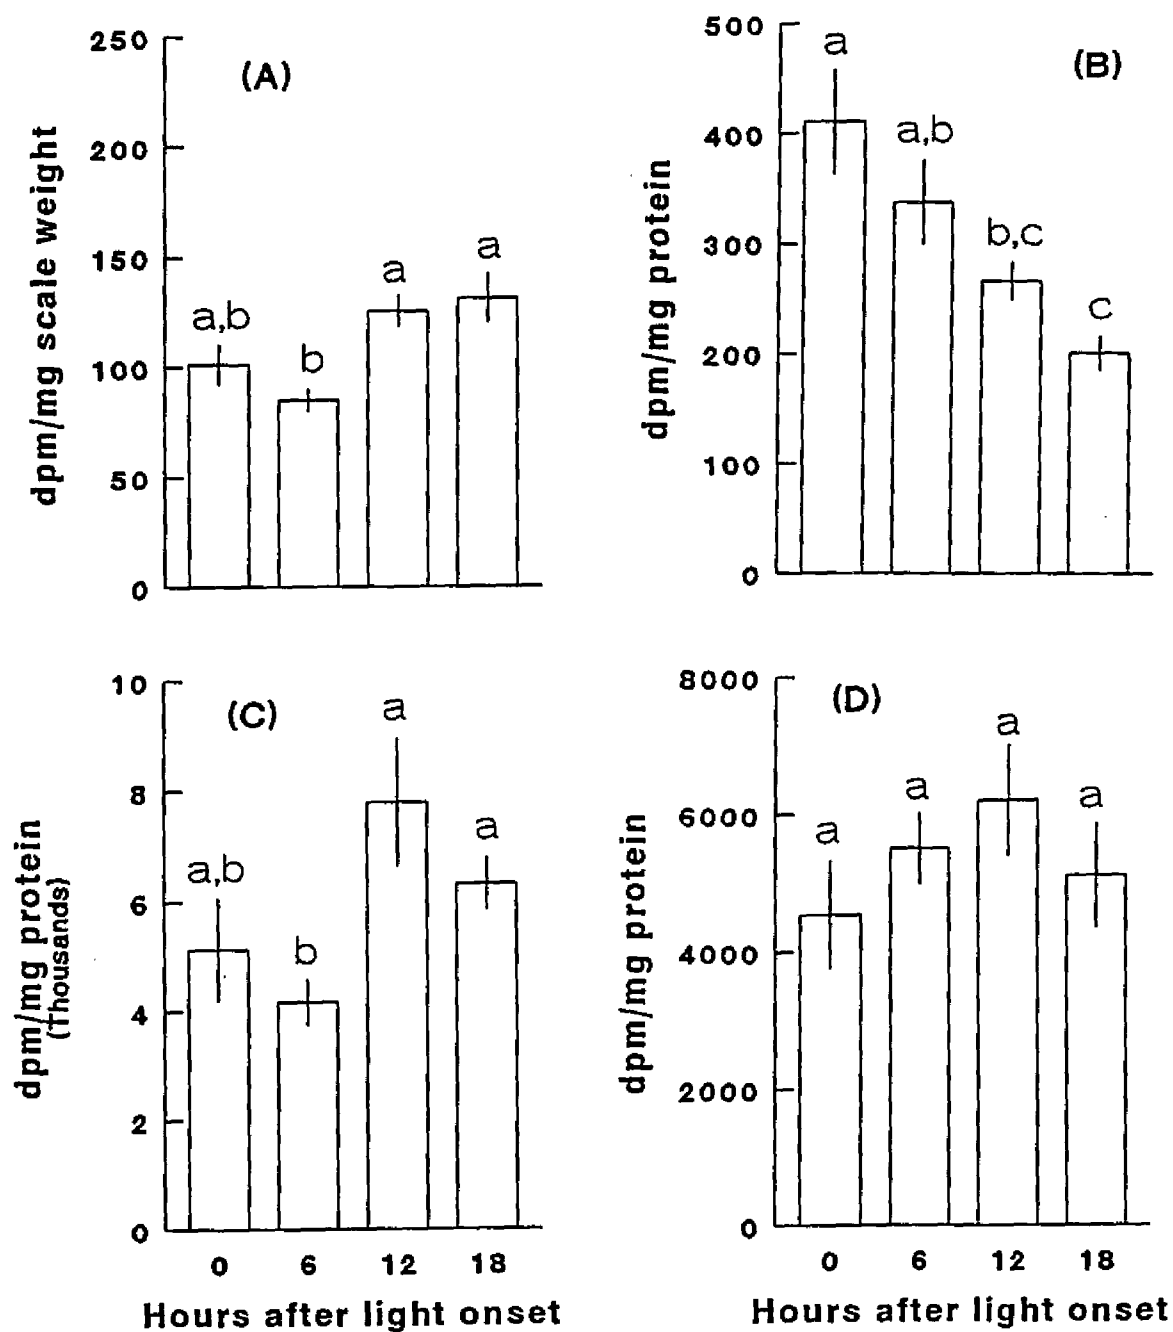 (A)
250
200
150
100
50
0
dpm/mg scale weight
a,b
b
a
a
(B)
500
400
300
200
100
0
dpm/mg protein
a
a,b
b,c
c
(C)
10
8
6
4
2
0
dpm/mg protein
(Thousands)
a,b
b
a
a
0 6 12 18
Hours after light onset
(D)
8000
6000
4000
2000
0
dpm/mg protein
a
a
a
a
0 6 12 18
Hours after light onset